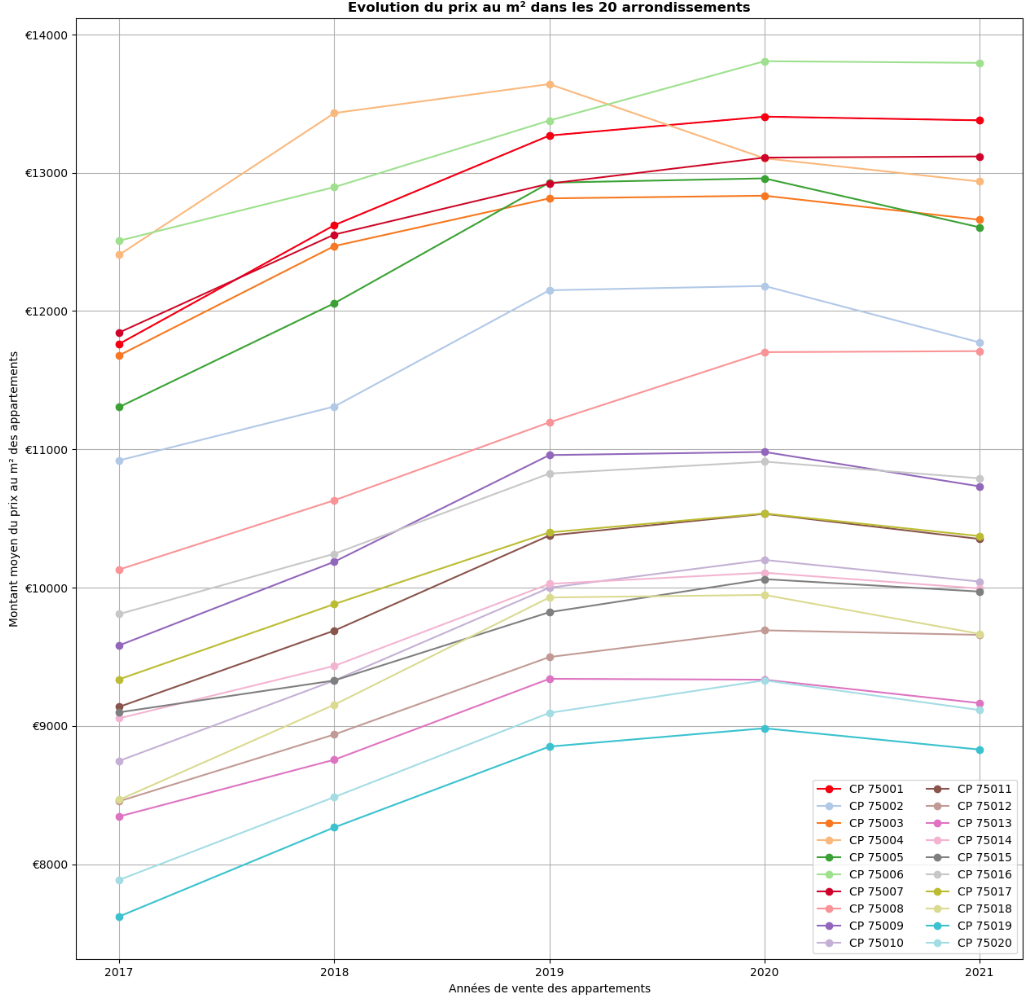 Evolution du prix au m² dans les 20 arrondissements
€14000
€13000
€12000
€11000
€10000
€9000
€8000
Montant moyen du prix au m² des appartements
2017
2018
2019
2020
2021
Années de vente des appartements
CP 75001
CP 75002
CP 75003
CP 75004
CP 75005
CP 75006
CP 75007
CP 75008
CP 75009
CP 75010
CP 75011
CP 75012
CP 75013
CP 75014
CP 75015
CP 75016
CP 75017
CP 75018
CP 75019
CP 75020